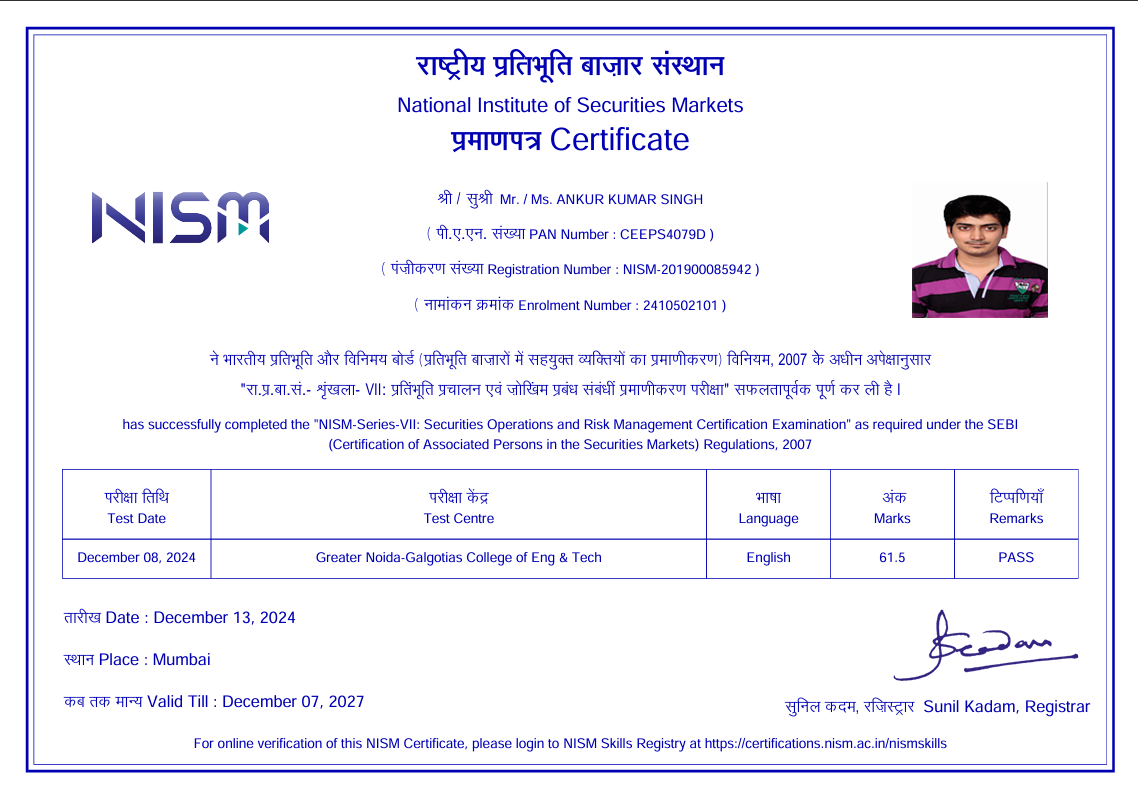 राष्ट्रीय प्रतिभूति बाज़ार संस्थान
National Institute of Securities Markets
प्रमाणपत्र Certificate
NISM
श्री / सुश्री Mr. / Ms. ANKUR KUMAR SINGH
( पी.ए.एन. संख्या PAN Number : CEEPS4079D )
( पंजीकरण संख्या Registration Number : NISM-201900085942 )
( नामांकन क्रमांक Enrolment Number : 2410502101 )
ने भारतीय प्रतिभूति और विनिमय बोर्ड (प्रतिभूति बाजारों में सहयुक्त व्यक्तियों का प्रमाणीकरण) विनियम, 2007 के अधीन अपेक्षानुसार
"रा.प्र.बा.सं.- शृंखला- VII: प्रतिंभूति प्रचालन एवं जोखिम प्रबंध संबंधीं प्रमाणीकरण परीक्षा" सफलतापूर्वक पूर्ण कर ली है I
has successfully completed the "NISM-Series-VII: Securities Operations and Risk Management Certification Examination" as required under the SEBI
(Certification of Associated Persons in the Securities Markets) Regulations, 2007
परीक्षा तिथि परीक्षा केंद्र भाषा अंक टिप्पणियाँ
Test Date Test Centre Language Marks Remarks
December 08, 2024 Greater Noida-Galgotias College of Eng & Tech English 61.5 PASS
तारीख Date : December 13, 2024
स्थान Place : Mumbai
कब तक मान्य Valid Till : December 07, 2027
सुनिल कदम, रजिस्ट्रार Sunil Kadam, Registrar
For online verification of this NISM Certificate, please login to NISM Skills Registry at https://certifications.nism.ac.in/nismskills